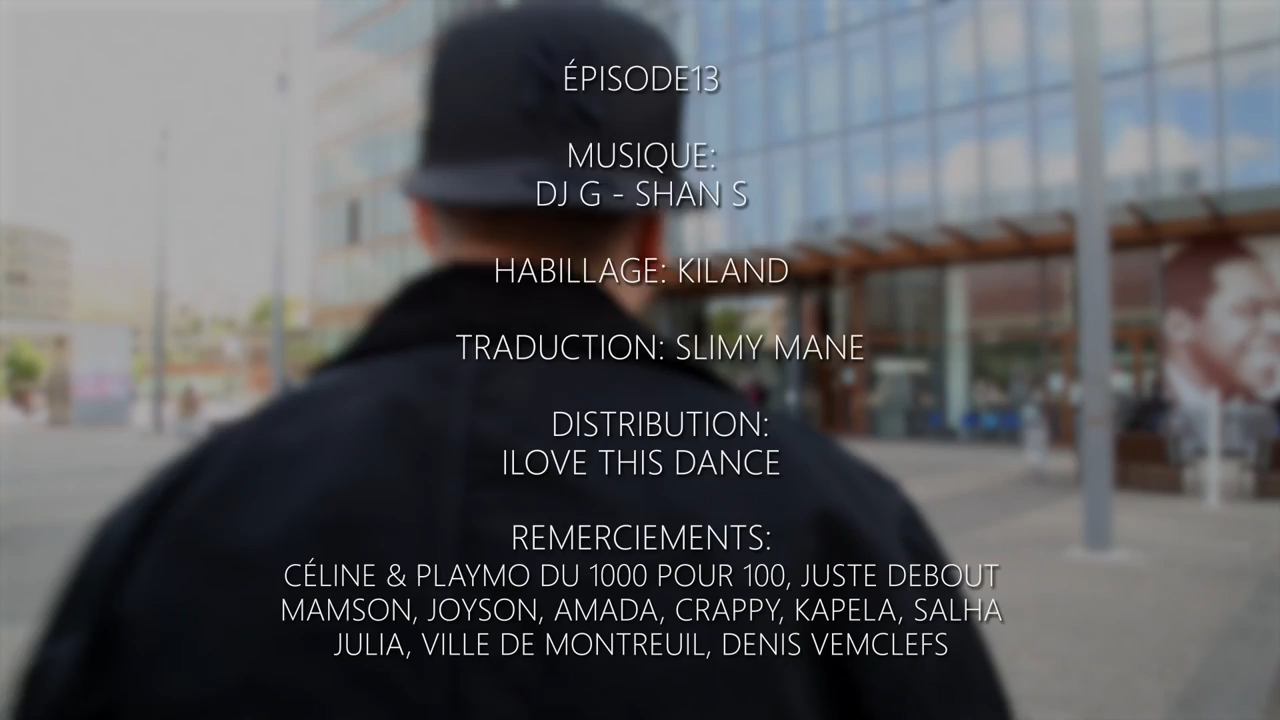 ÉPISODE13
MUSIQUE:
DJ G - SHAN S
HABILLAGE: KILAND
TRADUCTION: SLIMY MANE
DISTRIBUTION:
ILOVE THIS DANCE
REMERCIEMENTS:
CÉLINE & PLAYMO DU 1000 POUR 100, JUSTE DEBOUT
MAMSON, JOYSON, AMADA, CRAPPY, KAPELA, SALHA
JULIA, VILLE DE MONTREUIL, DENIS VEMCLEFS